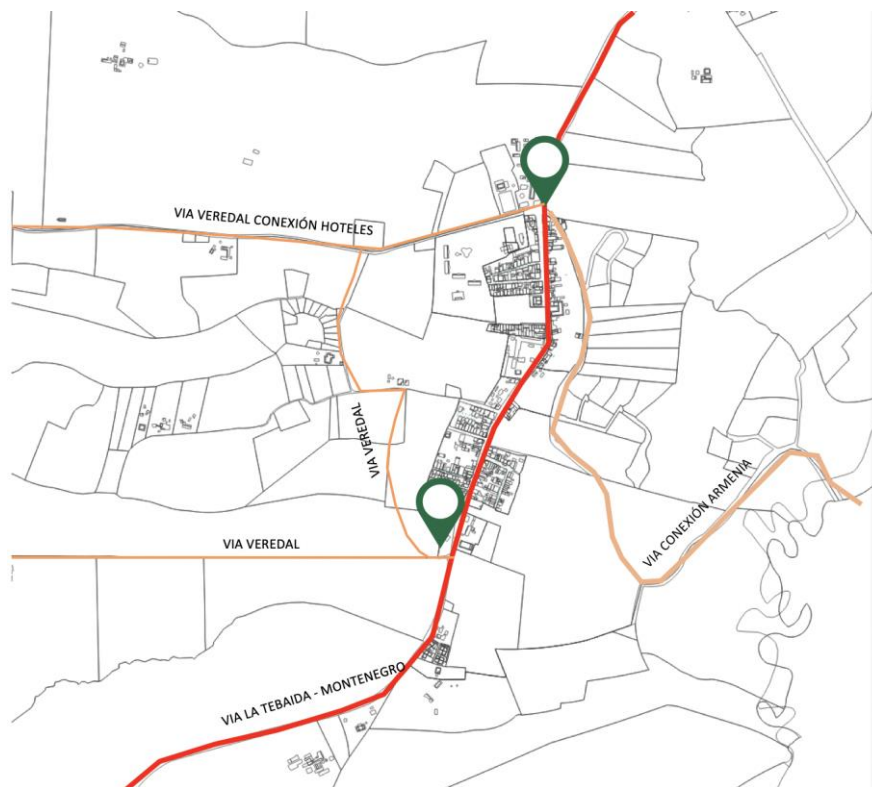 VIA VEREDAL CONEXIÓN HOTELES
VIA VEREDAL
VIA CONEXIÓN ARMENIA
VIA VEREDAL
VIA LA TEBAIDA - MONTENEGRO